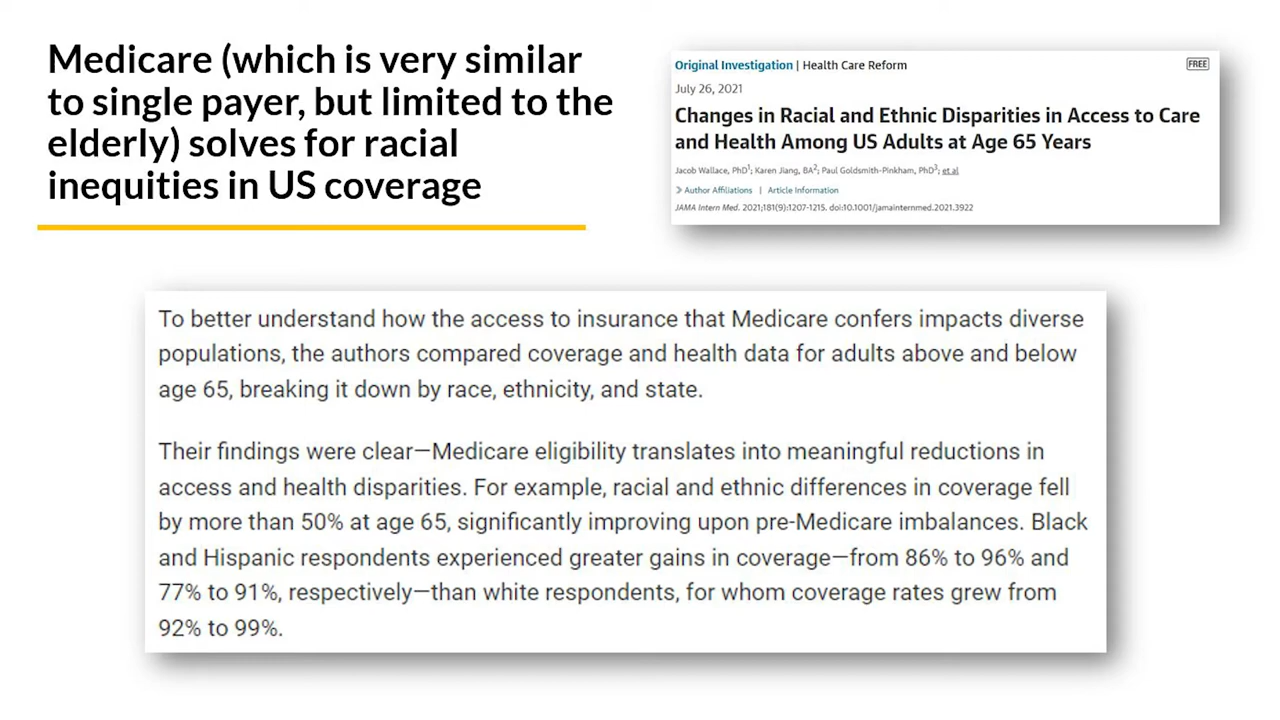 Medicare (which is very similar
to single payer, but limited to the
elderly) solves for racial
inequities in US coverage
Original Investigation | Health Care Reform
FREE
July 26, 2021
Changes in Racial and Ethnic Disparities in Access to Care
and Health Among US Adults at Age 65 Years
Jacob Wallace, PhD1; Karen Jiang, BA2; Paul Goldsmith-Pinkham, PhD3; et al
Author Affiliations | Article Information
JAMA Intern Med. 2021;181(9):1207-1215. doi:10.1001/jamainternmed.2021.3922
To better understand how the access to insurance that Medicare confers impacts diverse
populations, the authors compared coverage and health data for adults above and below
age 65, breaking it down by race, ethnicity, and state.
Their findings were clear—Medicare eligibility translates into meaningful reductions in
access and health disparities. For example, racial and ethnic differences in coverage fell
by more than 50% at age 65, significantly improving upon pre-Medicare imbalances. Black
and Hispanic respondents experienced greater gains in coverage—from 86% to 96% and
77% to 91%, respectively—than white respondents, for whom coverage rates grew from
92% to 99%.